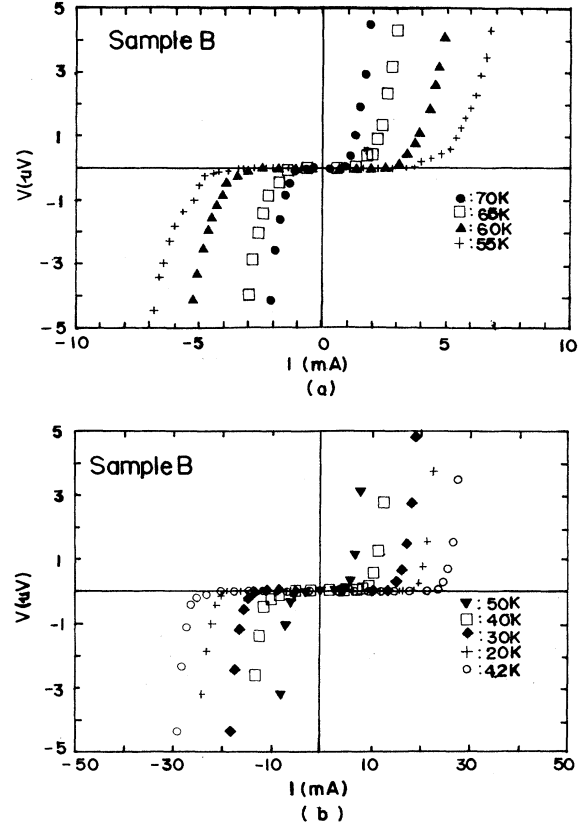 Sample B
5
3
1
-1
-3
-5
V(uV)
:70K
:65K
:60K
:55K
-10 -5 0 5 10
I (mA)
(a)
Sample B
5
3
1
-1
-3
-5
V(uV)
:50K
:40K
:30K
:20K
:4.2K
-50 -30 -10 10 30 50
I (mA)
(b)